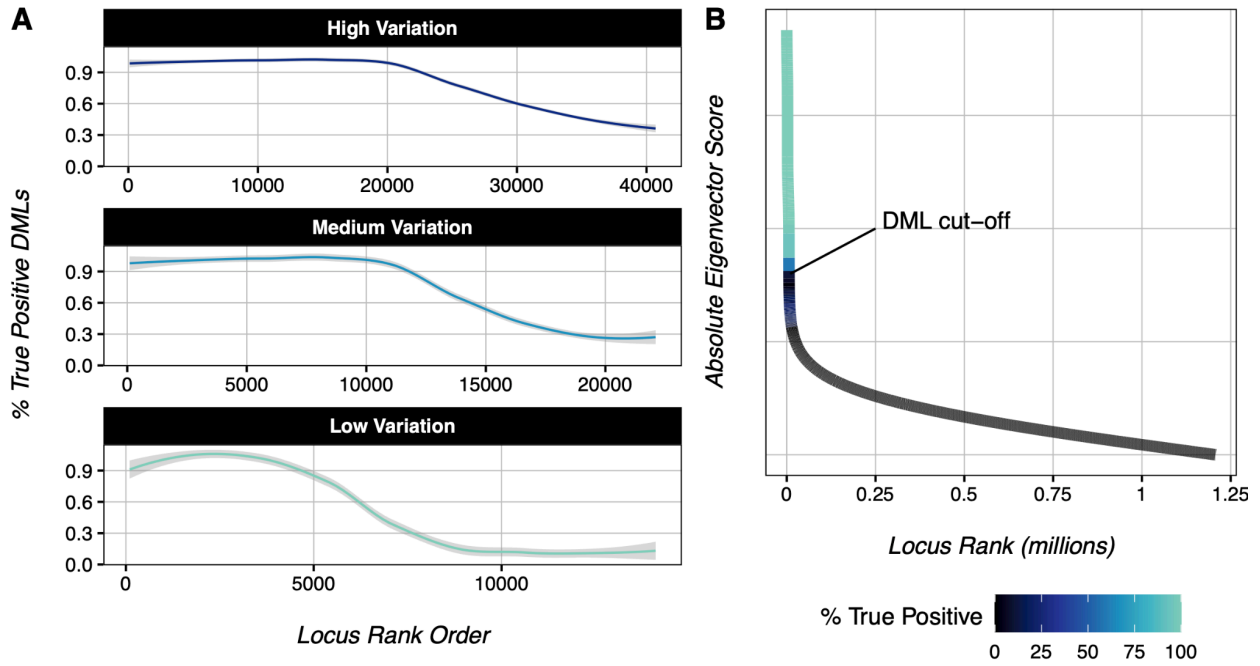 A
High Variation
0.9
0.6
0.3
0.0
0 10000 20000 30000 40000
Medium Variation
0.9
0.6
0.3
0.0
0 5000 10000 15000 20000
Low Variation
0.9
0.6
0.3
0.0
0 5000 10000
% True Positive DMLs
Locus Rank Order
B
Absolute Eigenvector Score
DML cut−off
0 0.25 0.5 0.75 1 1.25
Locus Rank (millions)
% True Positive
0 25 50 75 100